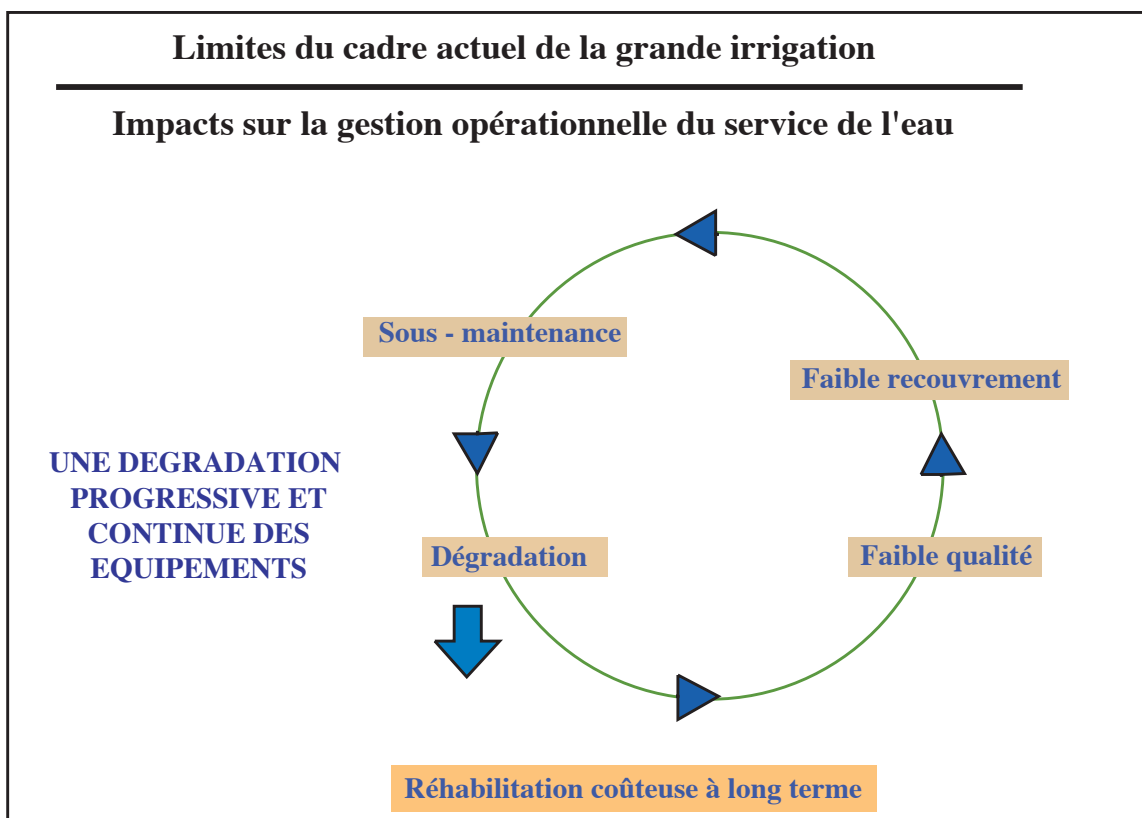 Limites du cadre actuel de la grande irrigation
Impacts sur la gestion opérationnelle du service de l'eau
Sous - maintenance
Faible recouvrement
UNE DEGRADATION
PROGRESSIVE ET
CONTINUE DES
EQUIPEMENTS
Dégradation
Faible qualité
Réhabilitation coûteuse à long terme